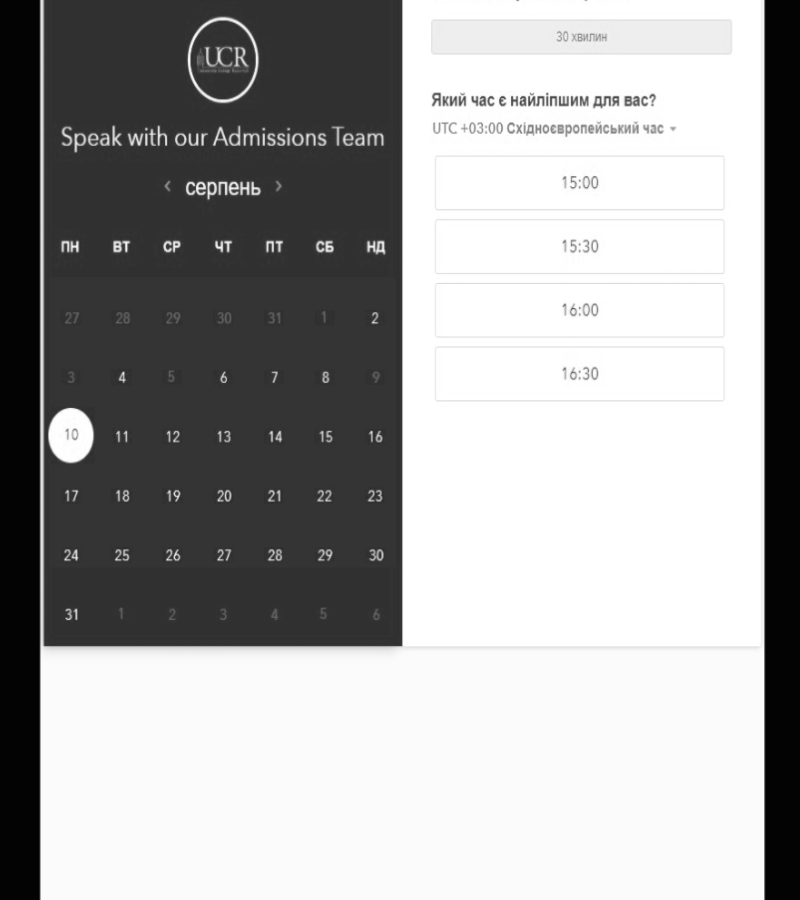 UCR
Speak with our Admissions Team
‹ серпень ›
ПН ВТ СР ЧТ ПТ СБ НД
27 28 29 30 31 1 2
3 4 5 6 7 8 9
10 11 12 13 14 15 16
17 18 19 20 21 22 23
24 25 26 27 28 29 30
31 1 2 3 4 5 6
30 хвилин
Який час є найліпшим для вас?
UTC +03:00 Східноєвропейський час
15:00
15:30
16:00
16:30